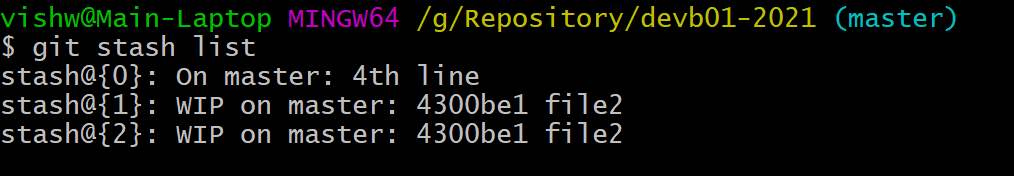 vishw@Main-Laptop MINGW64 /g/Repository/devb01-2021 (master)
$ git stash list
stash@{0}: On master: 4th line
stash@{1}: WIP on master: 4300be1 file2
stash@{2}: WIP on master: 4300be1 file2